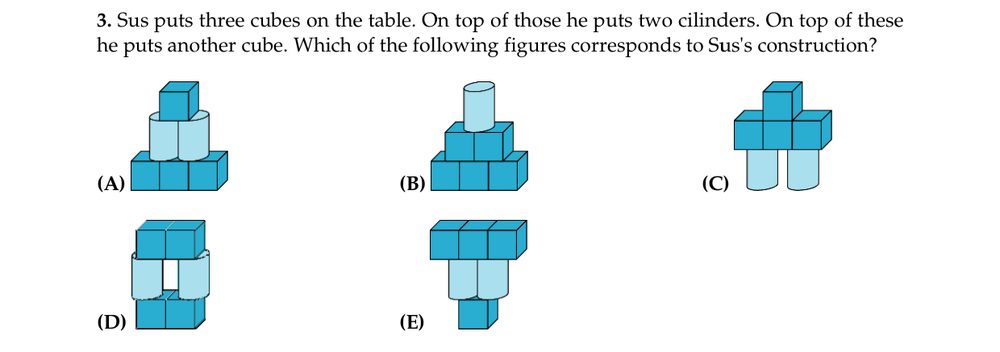 3. Sus puts three cubes on the table. On top of those he puts two cilinders. On top of these
he puts another cube. Which of the following figures corresponds to Sus's construction?
(A)
(B)
(C)
(D)
(E)